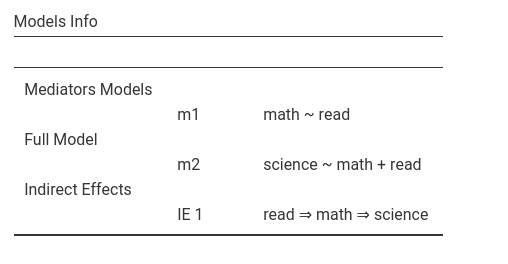 Models Info
Mediators Models
m1 math ~ read
Full Model
m2 science ~ math + read
Indirect Effects
IE 1 read ⇒ math ⇒ science